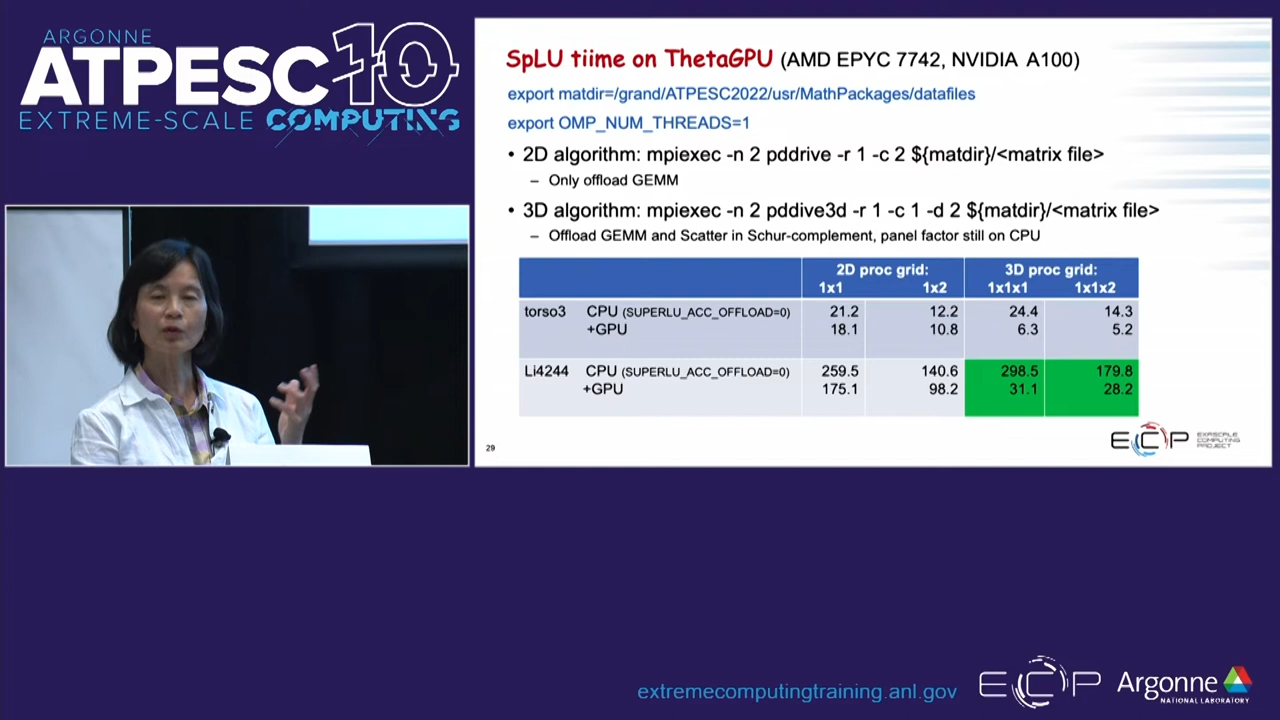 ARGONNE
ATPESC10
EXTREME-SCALE COMPUTING
SpLU tiime on ThetaGPU (AMD EPYC 7742, NVIDIA A100)
export matdir=/grand/ATPESC2022/usr/MathPackages/datafiles
export OMP_NUM_THREADS=1
• 2D algorithm: mpiexec -n 2 pddrive -r 1 -c 2 ${matdir}/<matrix file>
– Only offload GEMM
• 3D algorithm: mpiexec -n 2 pddive3d -r 1 -c 1 -d 2 ${matdir}/<matrix file>
– Offload GEMM and Scatter in Schur-complement, panel factor still on CPU
2D proc grid: 3D proc grid:
1x1 1x2 1x1x1 1x1x2
torso3 CPU (SUPERLU_ACC_OFFLOAD=0) 21.2 12.2 24.4 14.3
+GPU 18.1 10.8 6.3 5.2
Li4244 CPU (SUPERLU_ACC_OFFLOAD=0) 259.5 140.6 298.5 179.8
+GPU 175.1 98.2 31.1 28.2
29
ECP EXASCALE
COMPUTING
PROJECT
extremecomputingtraining.anl.gov
ECP
Argonne
NATIONAL LABORATORY